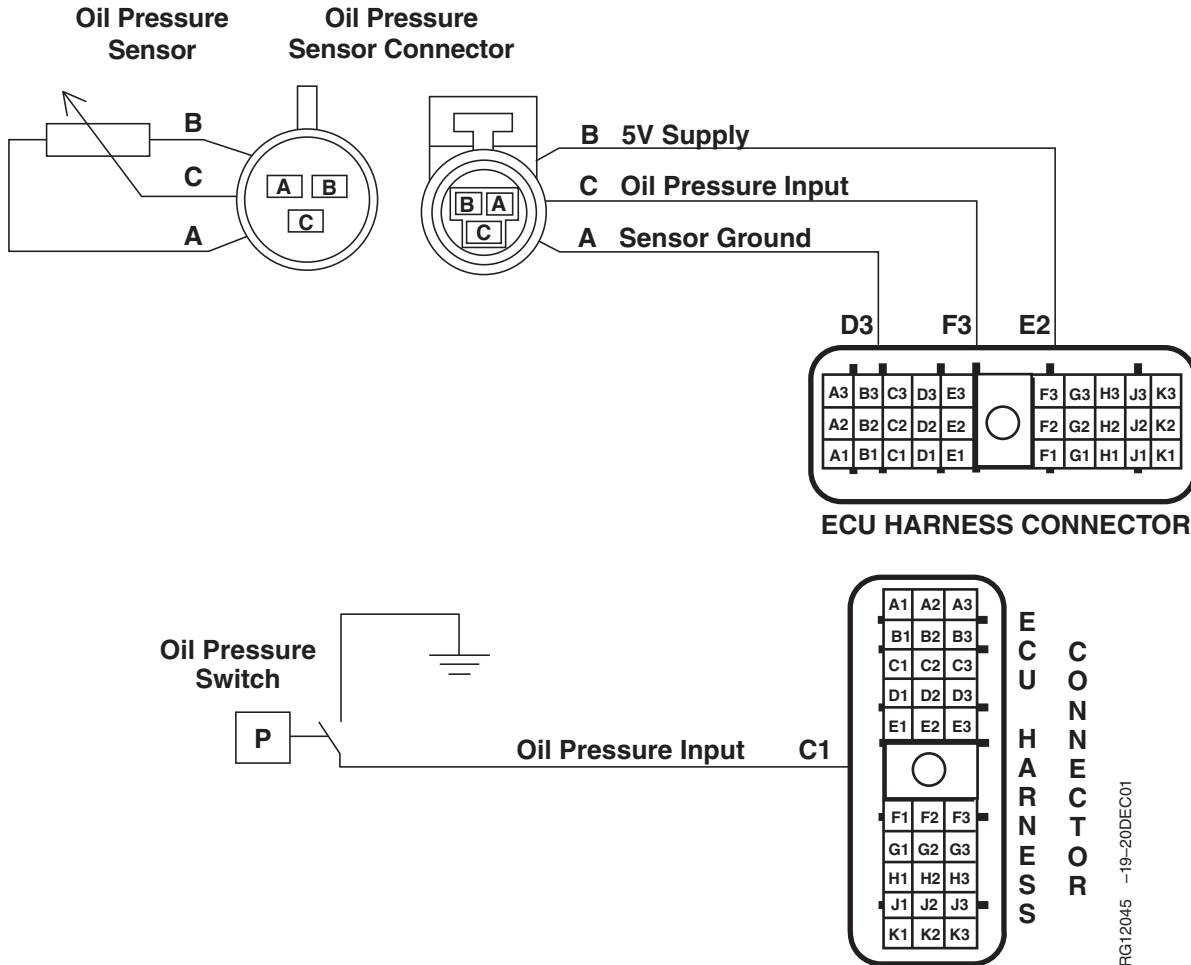 Oil Pressure
Sensor
Oil Pressure
Sensor Connector
B
C
A
A B
C
B A
C
B 5V Supply
C Oil Pressure Input
A Sensor Ground
D3 F3 E2
A3 B3 C3 D3 E3 F3 G3 H3 J3 K3
A2 B2 C2 D2 E2 F2 G2 H2 J2 K2
A1 B1 C1 D1 E1 F1 G1 H1 J1 K1
ECU HARNESS CONNECTOR
Oil Pressure
Switch
P
Oil Pressure Input C1
A1 A2 A3
B1 B2 B3
C1 C2 C3
D1 D2 D3
E1 E2 E3
F1 F2 F3
G1 G2 G3
H1 H2 H3
J1 J2 J3
K1 K2 K3
ECU HARNESS
CONNECTOR
RG12045 –19–20DEC01